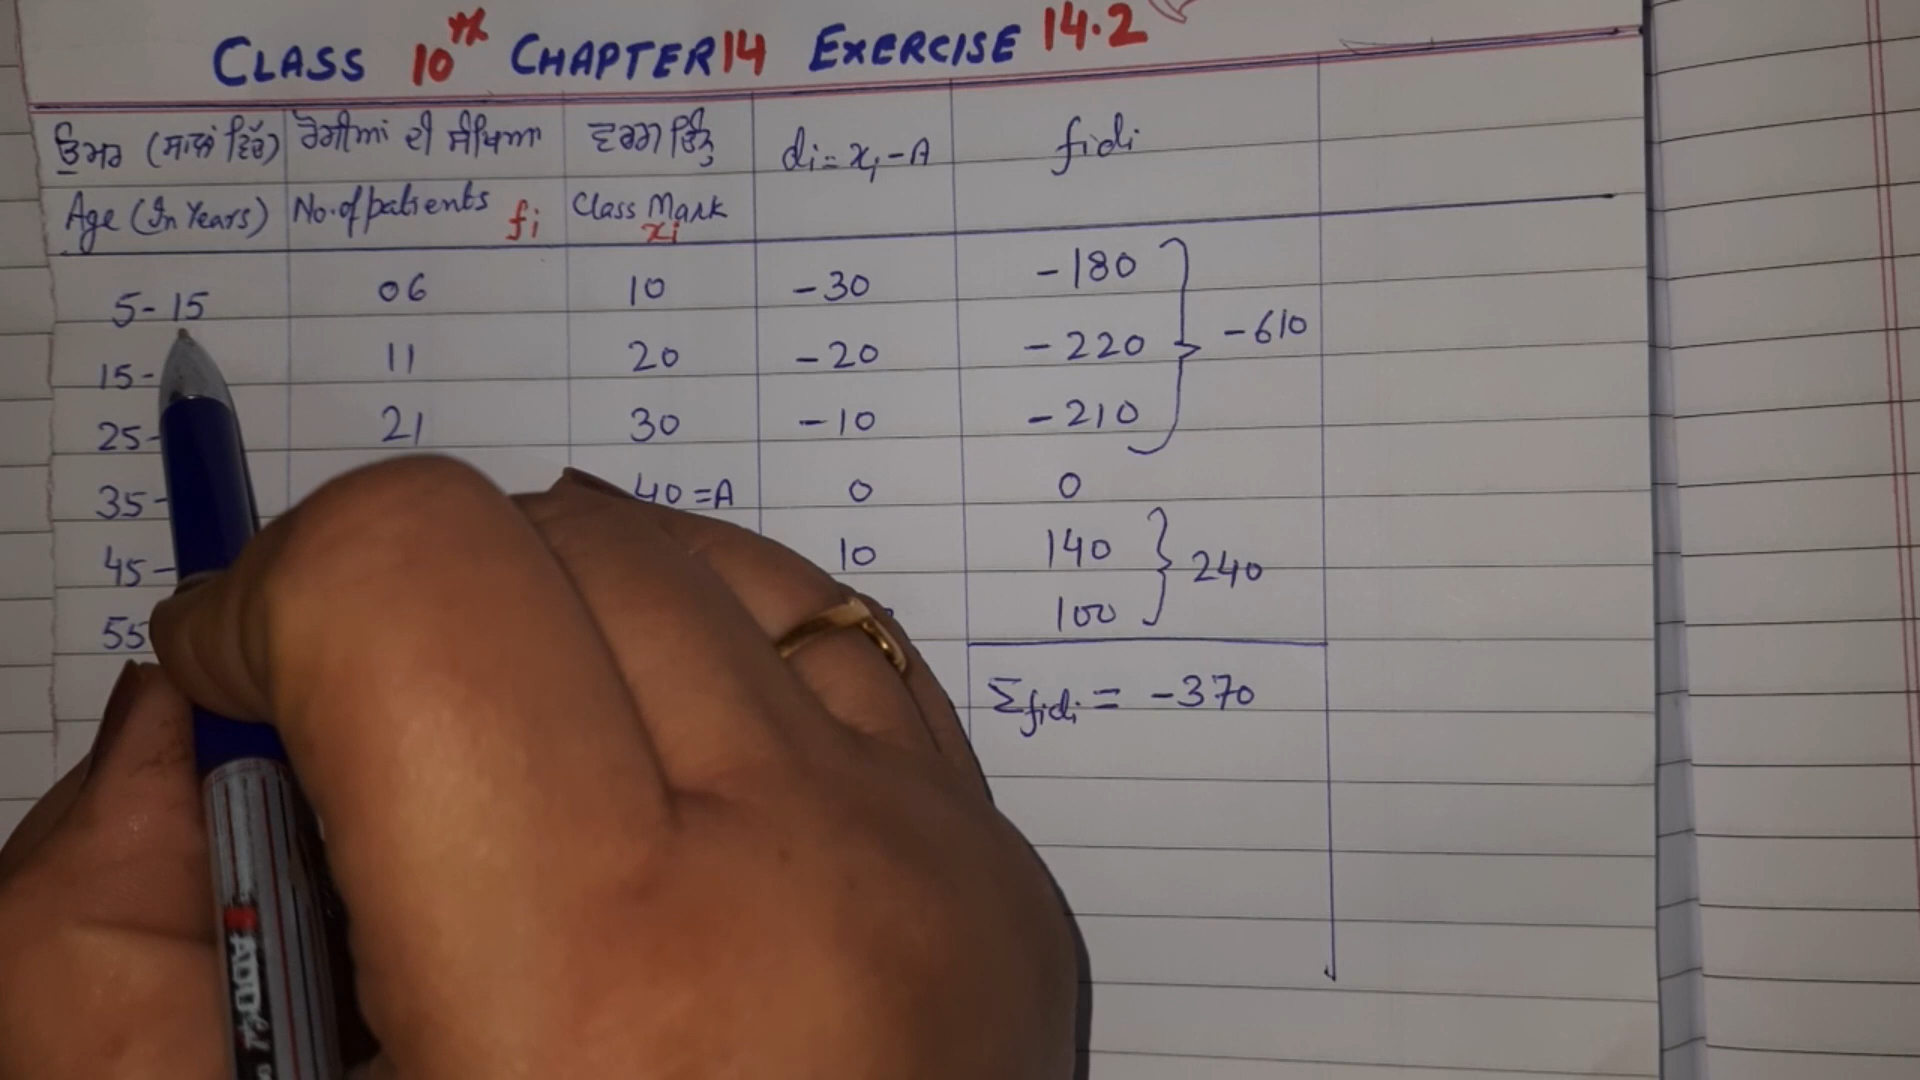 CLASS 10th CHAPTER 14 EXERCISE 14.2
ਉਮਰ (ਸਾਲਾਂ ਵਿੱਚ) ਰੋਗੀਆਂ ਦੀ ਸੰਖਿਆ ਵਰਗ ਚਿੰਨ੍ਹ di = xi - A fidi
Age (In Years) No. of patients fi Class Mark xi
5-15 06 10 -30 -180
15- 11 20 -20 -220 -610
25- 21 30 -10 -210
35- 40=A 0 0
45- 10 140 240
55 100
Σfidi = -370
ADDGEL